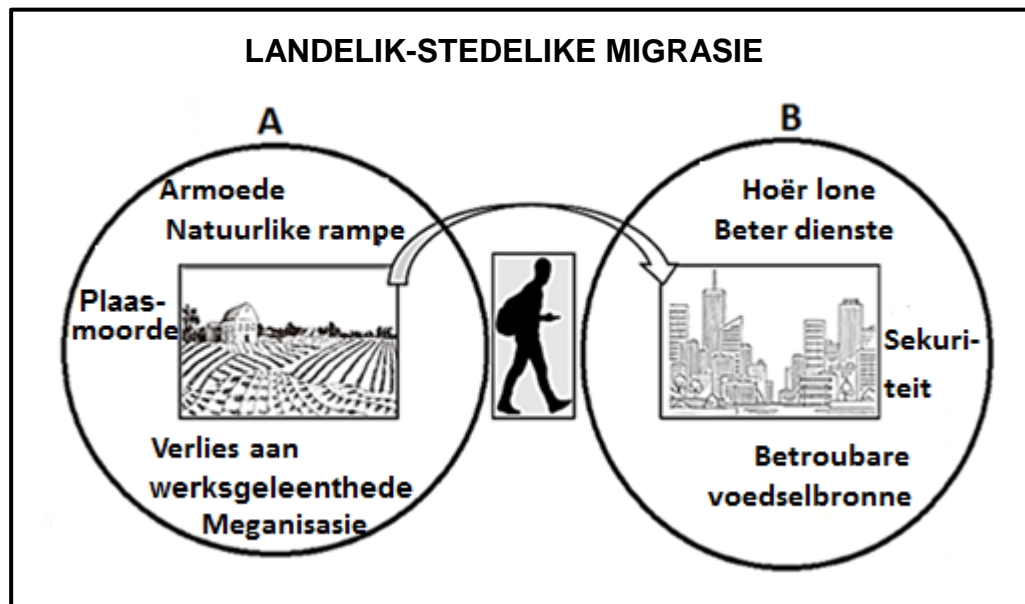 LANDELIK-STEDELIKE MIGRASIE
A
Armoede
Natuurlike rampe
Plaas-
moorde
Verlies aan
werksgeleenthede
Meganisasie
B
Hoër lone
Beter dienste
Sekuri-
teit
Betroubare
voedselbronne